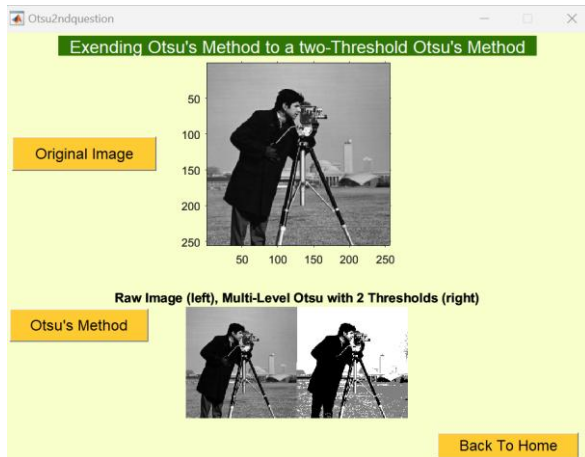 Otsu2ndquestion
Exending Otsu's Method to a two-Threshold Otsu's Method
50
100
150
200
250
50 100 150 200 250
Original Image
Raw Image (left), Multi-Level Otsu with 2 Thresholds (right)
Otsu's Method
Back To Home